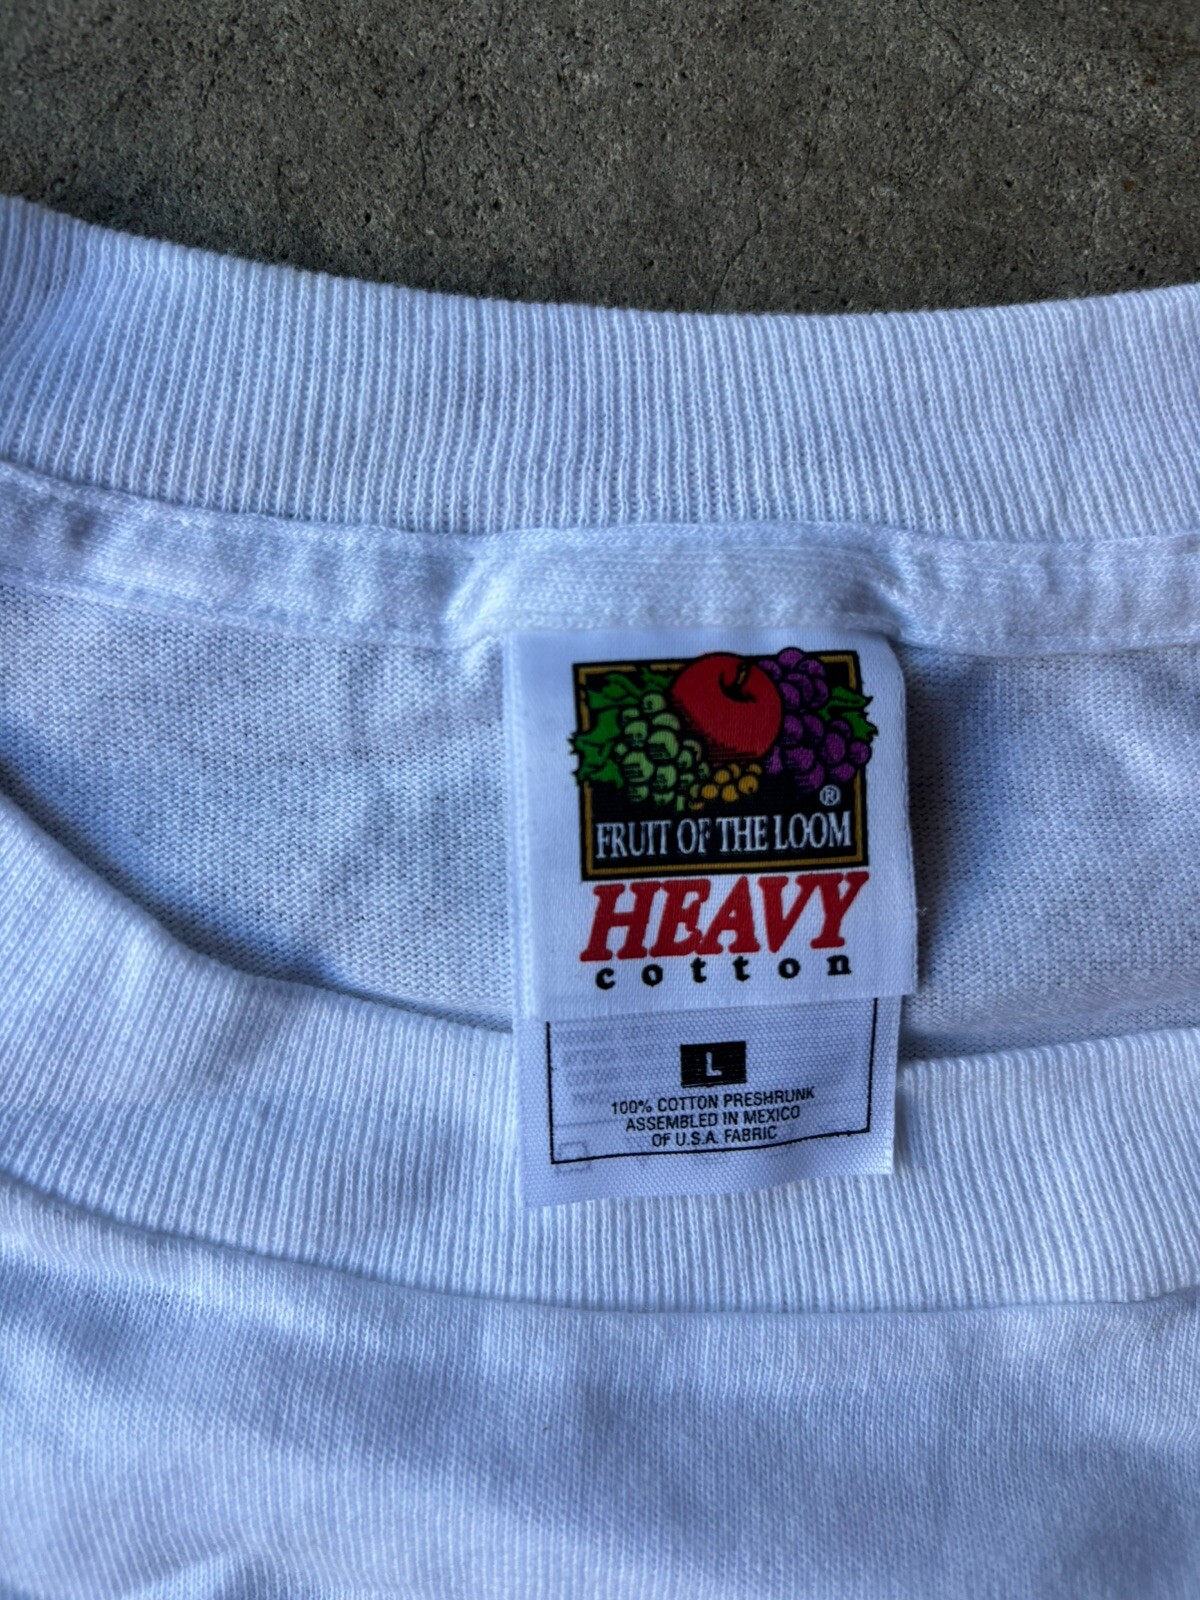 ®
FRUIT OF THE LOOM
HEAVY
cotton
L
100% COTTON PRESHRUNK
ASSEMBLED IN MEXICO
OF U.S.A. FABRIC